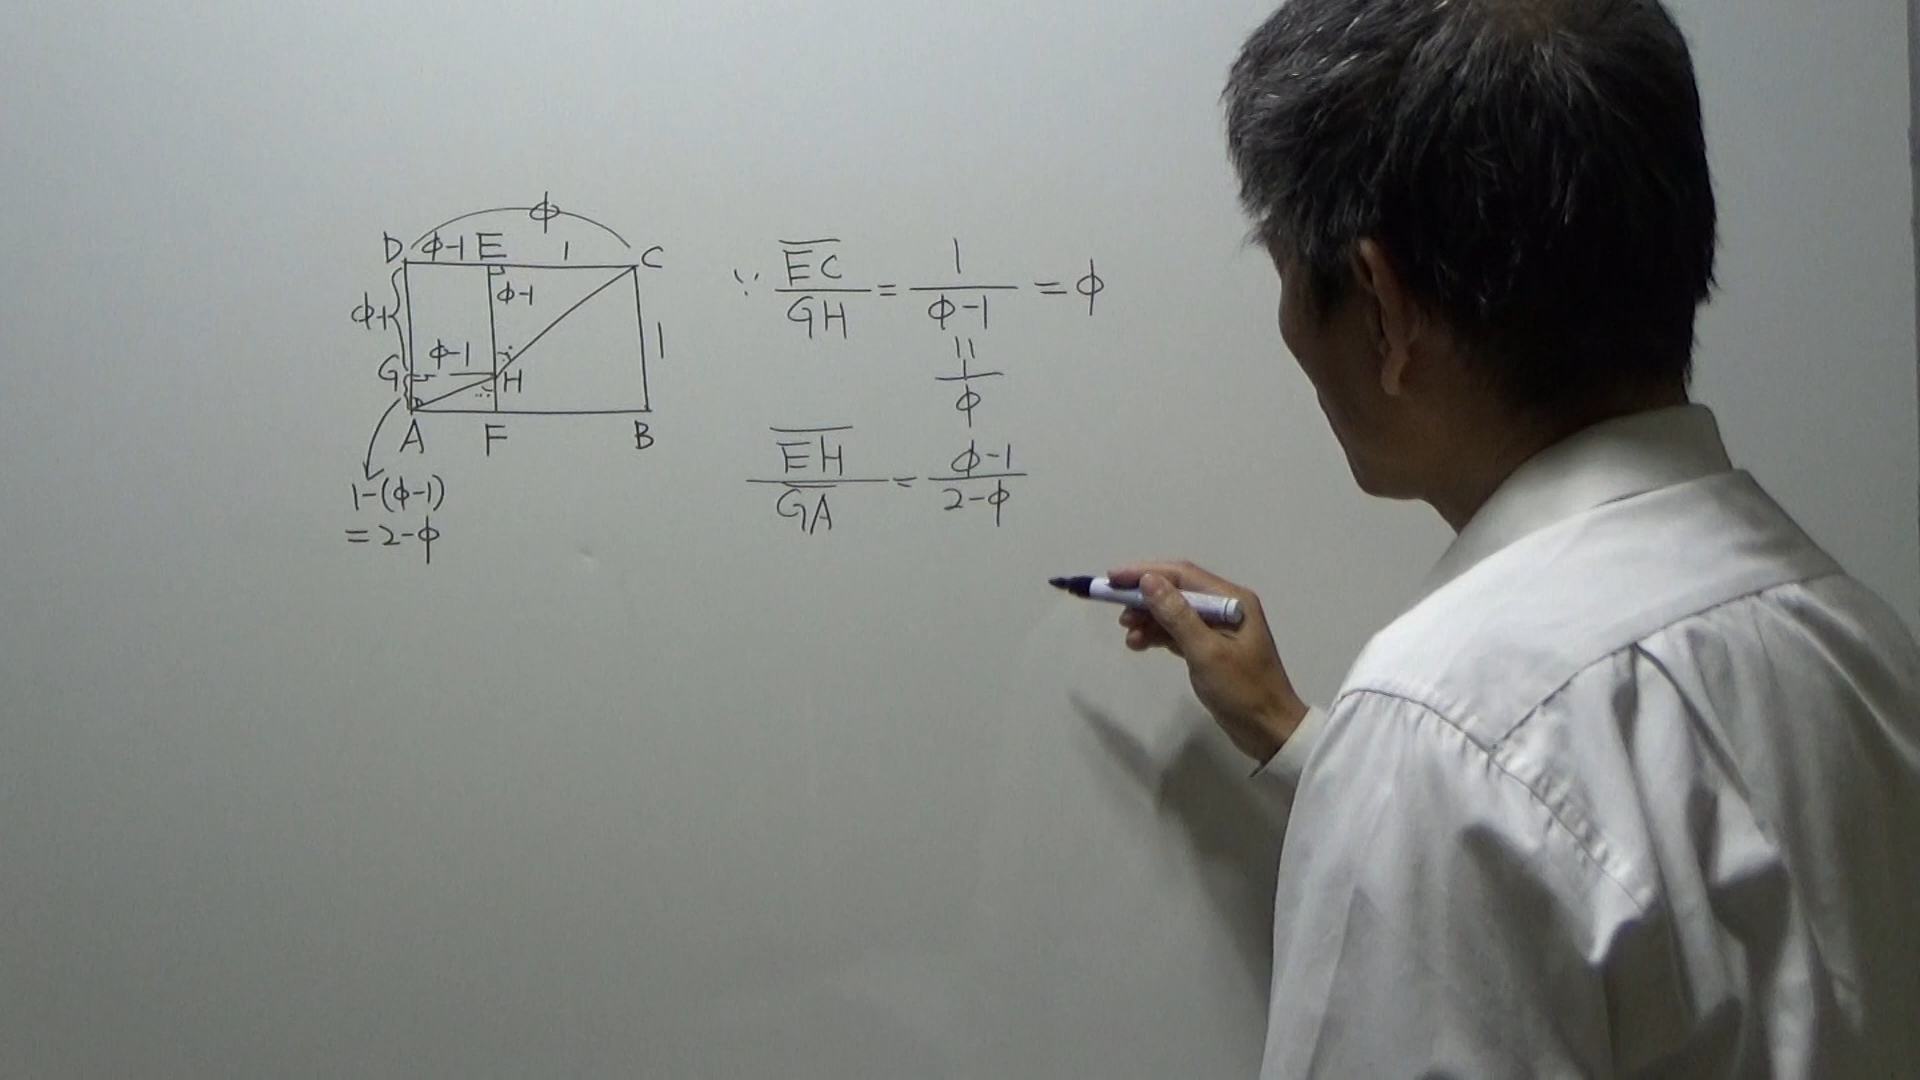 ϕ
D ϕ-1 E 1 C
ϕ-1
ϕ-1
ϕ-1
G H
1
A F B
1-(ϕ-1)
= 2-ϕ
∵ EC/GH = 1/(ϕ-1) = ϕ
=
1/ϕ
EH/GA = (ϕ-1)/(2-ϕ)